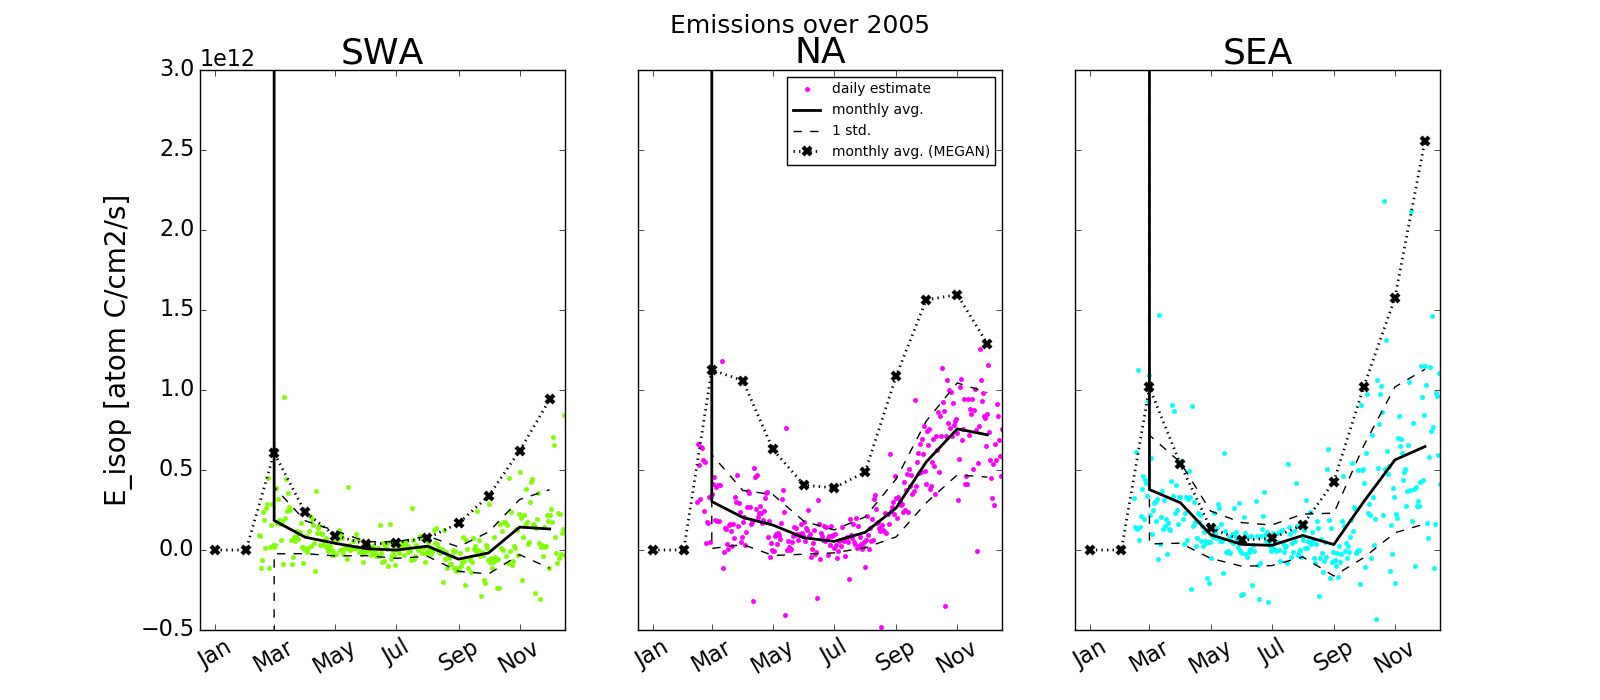 Emissions over 2005
SWA
NA
SEA
1e12
E_isop [atom C/cm2/s]
3.0
2.5
2.0
1.5
1.0
0.5
0.0
−0.5
daily estimate
monthly avg.
1 std.
monthly avg. (MEGAN)
Jan Mar May Jul Sep Nov
Jan Mar May Jul Sep Nov
Jan Mar May Jul Sep Nov